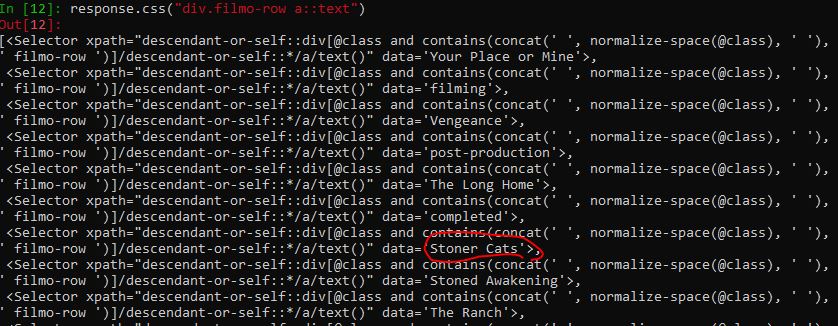 In [12]: response.css("div.filmo-row a::text")
Out[12]:
[<Selector xpath="descendant-or-self::div[@class and contains(concat(' ', normalize-space(@class), ' '),
' filmo-row ')]/descendant-or-self::*/a/text()" data='Your Place or Mine'>,
<Selector xpath="descendant-or-self::div[@class and contains(concat(' ', normalize-space(@class), ' '),
' filmo-row ')]/descendant-or-self::*/a/text()" data='filming'>,
<Selector xpath="descendant-or-self::div[@class and contains(concat(' ', normalize-space(@class), ' '),
' filmo-row ')]/descendant-or-self::*/a/text()" data='Vengeance'>,
<Selector xpath="descendant-or-self::div[@class and contains(concat(' ', normalize-space(@class), ' '),
' filmo-row ')]/descendant-or-self::*/a/text()" data='post-production'>,
<Selector xpath="descendant-or-self::div[@class and contains(concat(' ', normalize-space(@class), ' '),
' filmo-row ')]/descendant-or-self::*/a/text()" data='The Long Home'>,
<Selector xpath="descendant-or-self::div[@class and contains(concat(' ', normalize-space(@class), ' '),
' filmo-row ')]/descendant-or-self::*/a/text()" data='completed'>,
<Selector xpath="descendant-or-self::div[@class and contains(concat(' ', normalize-space(@class), ' '),
' filmo-row ')]/descendant-or-self::*/a/text()" data='Stoner Cats'>,
<Selector xpath="descendant-or-self::div[@class and contains(concat(' ', normalize-space(@class), ' '),
' filmo-row ')]/descendant-or-self::*/a/text()" data='Stoned Awakening'>,
<Selector xpath="descendant-or-self::div[@class and contains(concat(' ', normalize-space(@class), ' '),
' filmo-row ')]/descendant-or-self::*/a/text()" data='The Ranch'>,